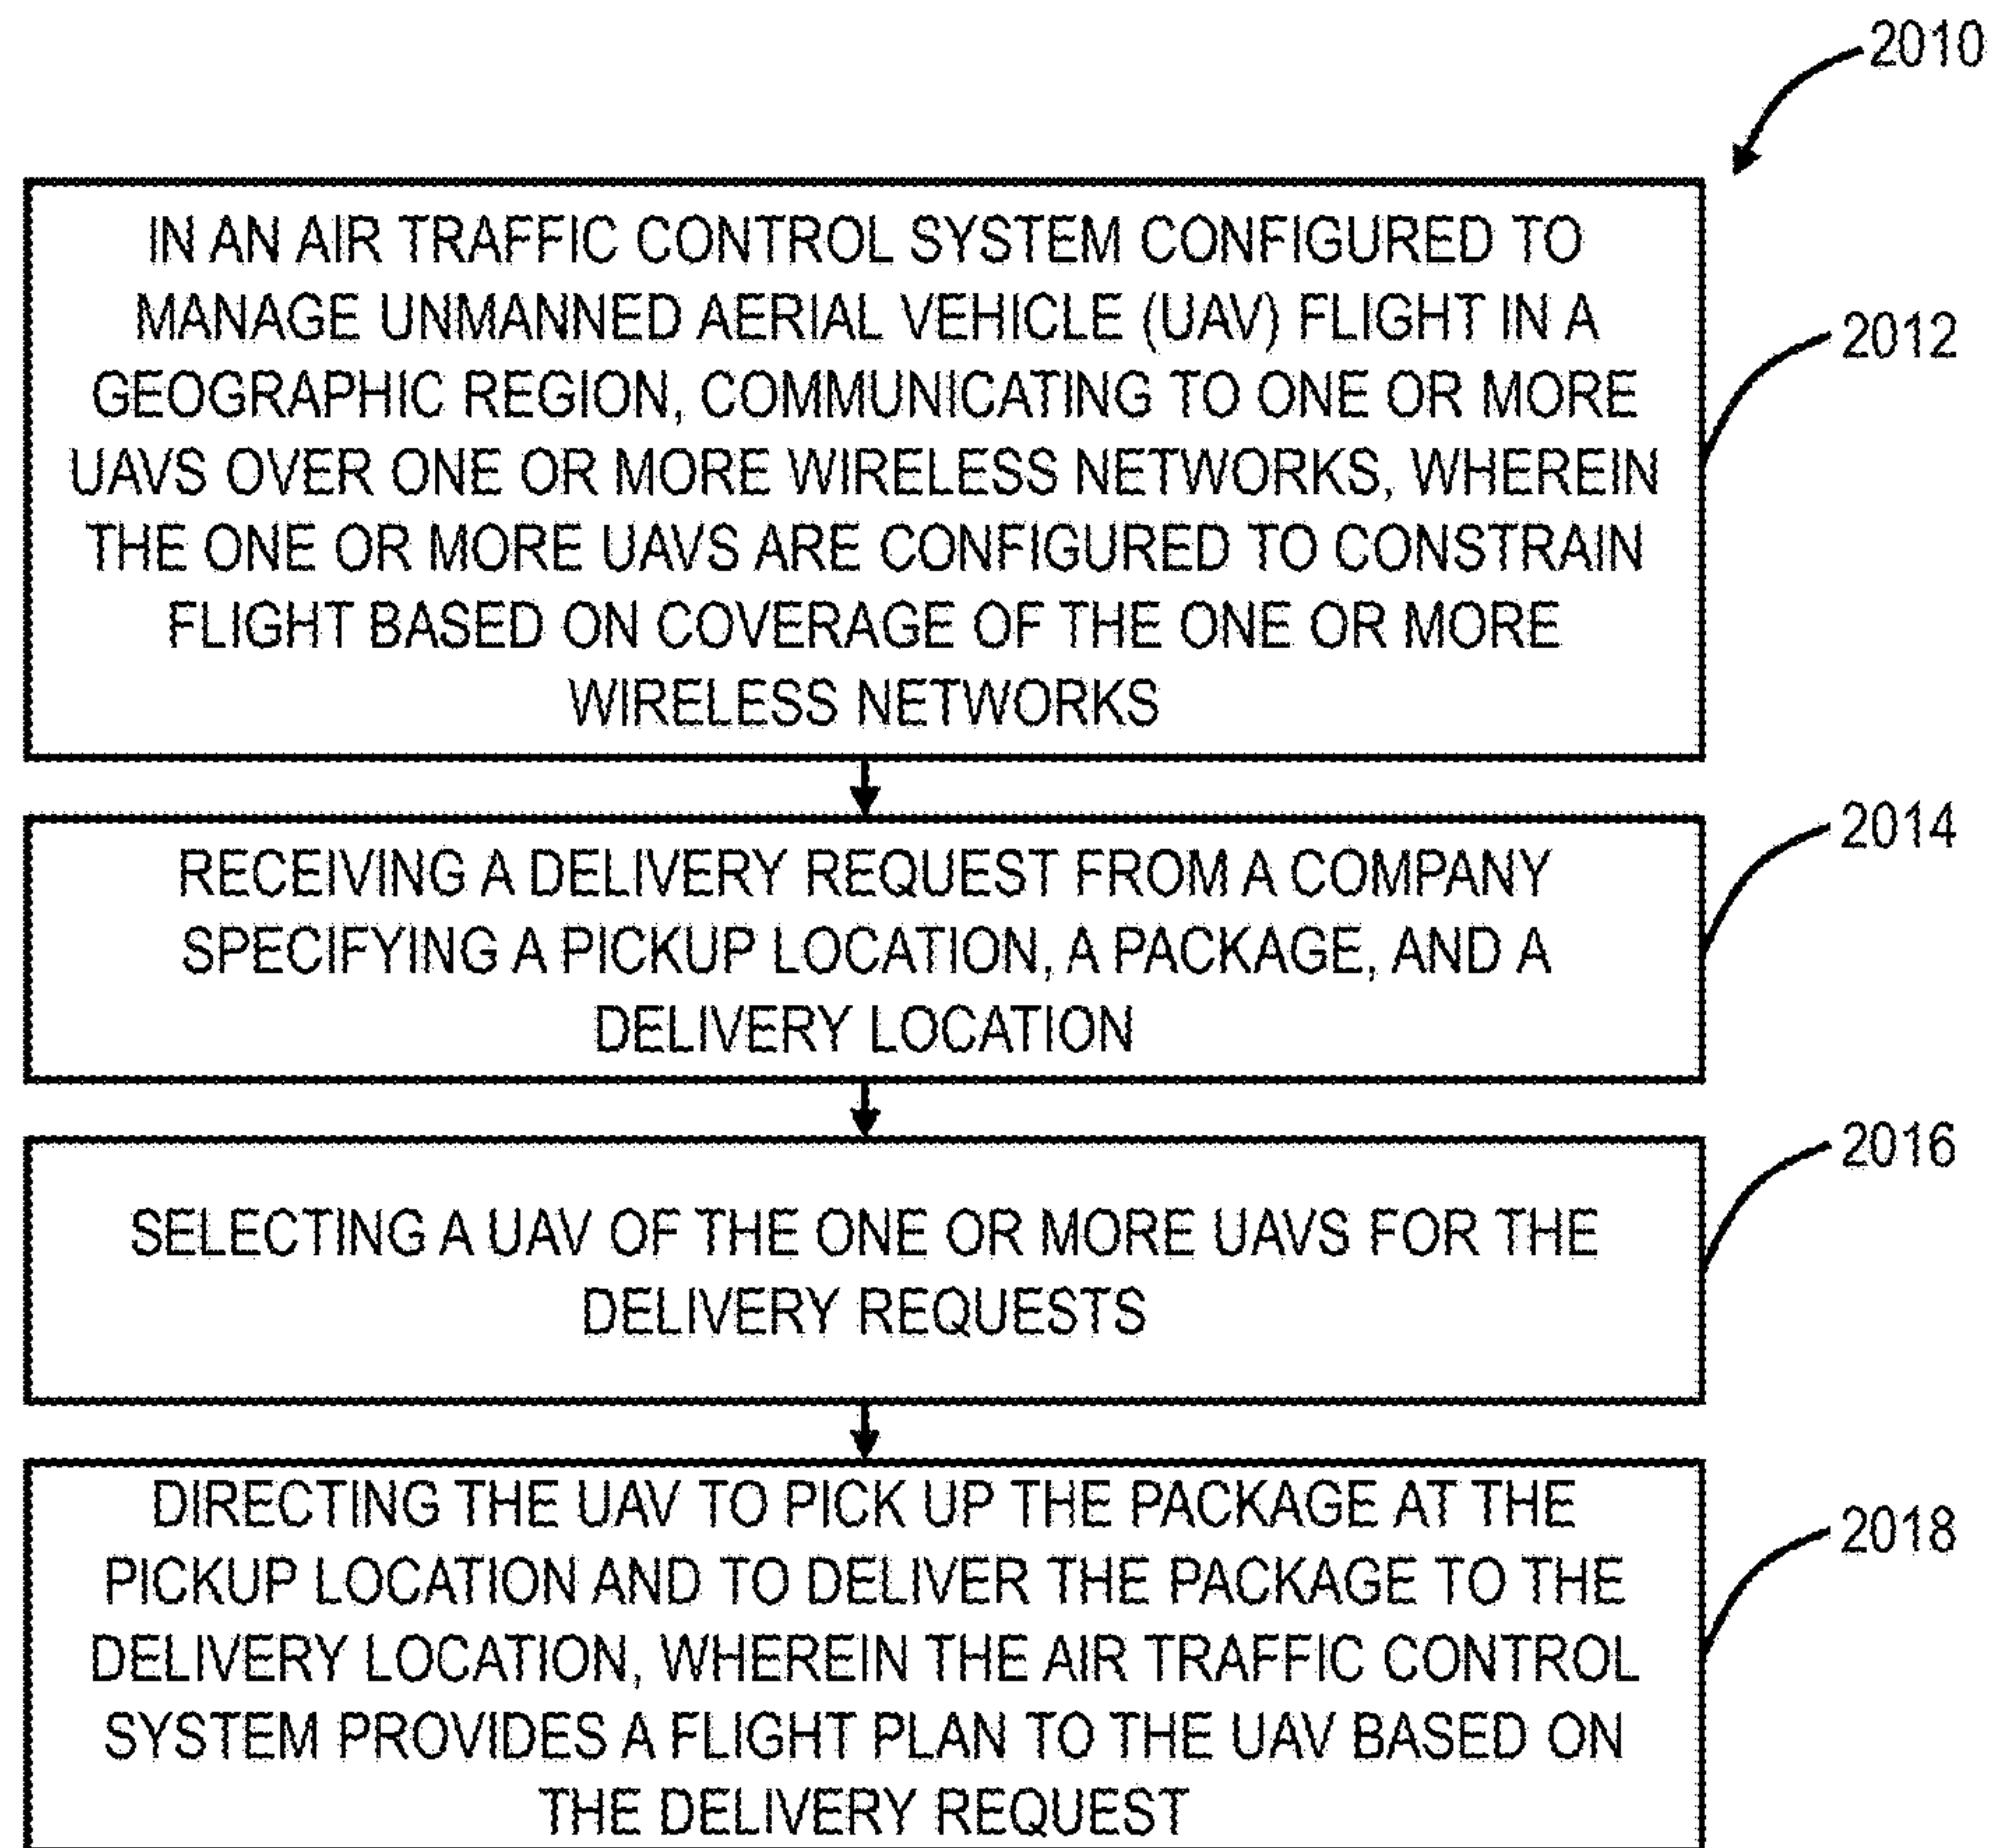 2010
IN AN AIR TRAFFIC CONTROL SYSTEM CONFIGURED TO
MANAGE UNMANNED AERIAL VEHICLE (UAV) FLIGHT IN A
GEOGRAPHIC REGION, COMMUNICATING TO ONE OR MORE
UAVS OVER ONE OR MORE WIRELESS NETWORKS, WHEREIN
THE ONE OR MORE UAVS ARE CONFIGURED TO CONSTRAIN
FLIGHT BASED ON COVERAGE OF THE ONE OR MORE
WIRELESS NETWORKS
2012
RECEIVING A DELIVERY REQUEST FROM A COMPANY
SPECIFYING A PICKUP LOCATION, A PACKAGE, AND A
DELIVERY LOCATION
2014
SELECTING A UAV OF THE ONE OR MORE UAVS FOR THE
DELIVERY REQUESTS
2016
DIRECTING THE UAV TO PICK UP THE PACKAGE AT THE
PICKUP LOCATION AND TO DELIVER THE PACKAGE TO THE
DELIVERY LOCATION, WHEREIN THE AIR TRAFFIC CONTROL
SYSTEM PROVIDES A FLIGHT PLAN TO THE UAV BASED ON
THE DELIVERY REQUEST
2018